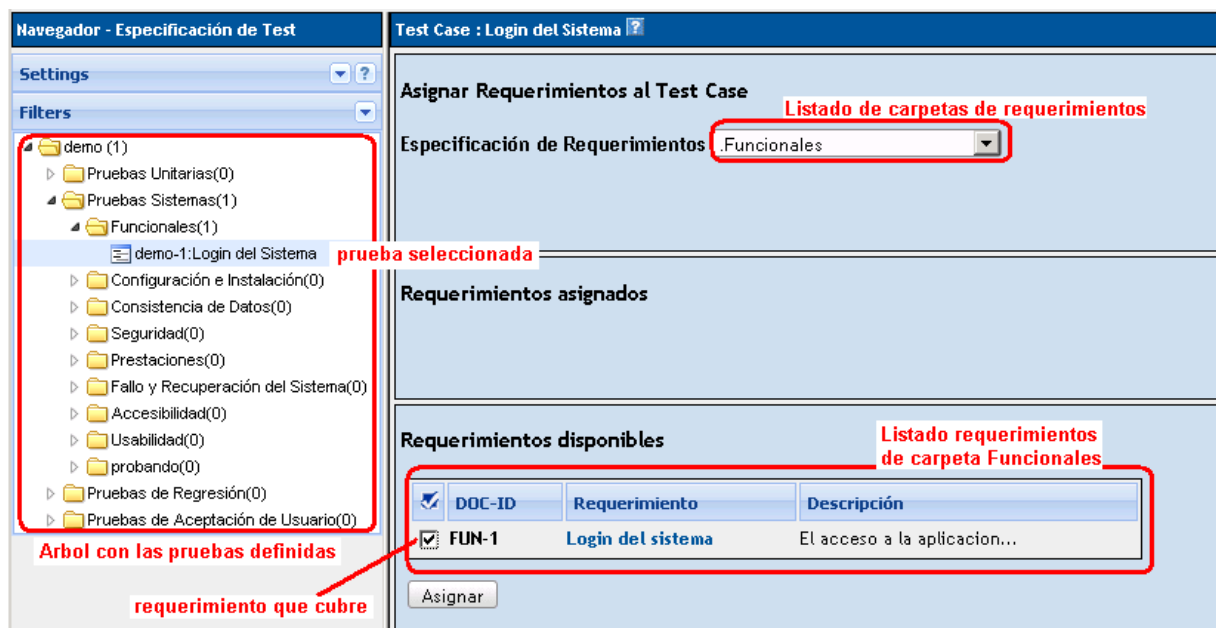 Navegador - Especificación de Test
Settings
?
Filters
demo (1)
Pruebas Unitarias(0)
Pruebas Sistemas(1)
Funcionales(1)
demo-1:Login del Sistema
prueba seleccionada
Configuración e Instalación(0)
Consistencia de Datos(0)
Seguridad(0)
Prestaciones(0)
Fallo y Recuperación del Sistema(0)
Accesibilidad(0)
Usabilidad(0)
probando(0)
Pruebas de Regresión(0)
Pruebas de Aceptación de Usuario(0)
Arbol con las pruebas definidas
requerimiento que cubre
Test Case : Login del Sistema ?
Asignar Requerimientos al Test Case
Listado de carpetas de requerimientos
Especificación de Requerimientos .Funcionales
Requerimientos asignados
Requerimientos disponibles
Listado requerimientos
de carpeta Funcionales
DOC-ID Requerimiento Descripción
FUN-1 Login del sistema El acceso a la aplicacion...
Asignar